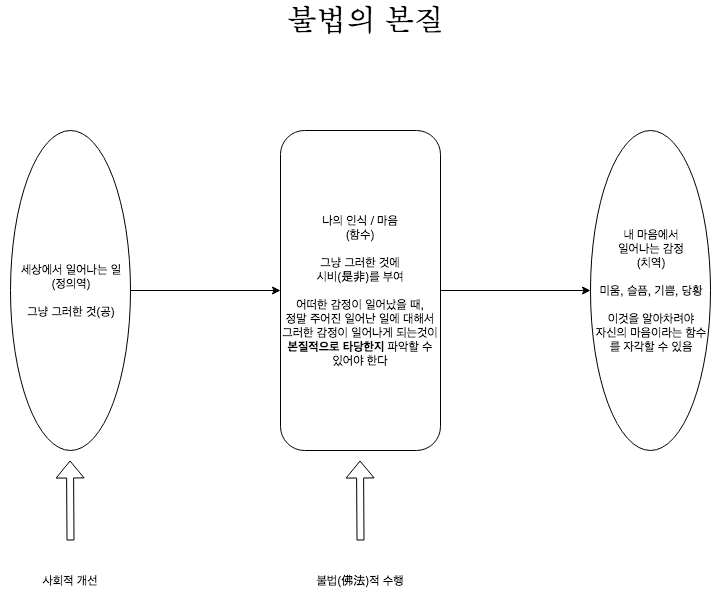 불법의 본질
세상에서 일어나는 일
(정의역)
그냥 그러한 것(공)
나의 인식 / 마음
(함수)
그냥 그러한 것에
시비(是非)를 부여
어떠한 감정이 일어났을 때,
정말 주어진 일어난 일에 대해서
그러한 감정이 일어나게 되는것이
본질적으로 타당한지 파악할 수
있어야 한다
내 마음에서
일어나는 감정
(치역)
미움, 슬픔, 기쁨, 당황
이것을 알아차려야
자신의 마음이라는 함수
를 자각할 수 있음
사회적 개선
불법(佛法)적 수행